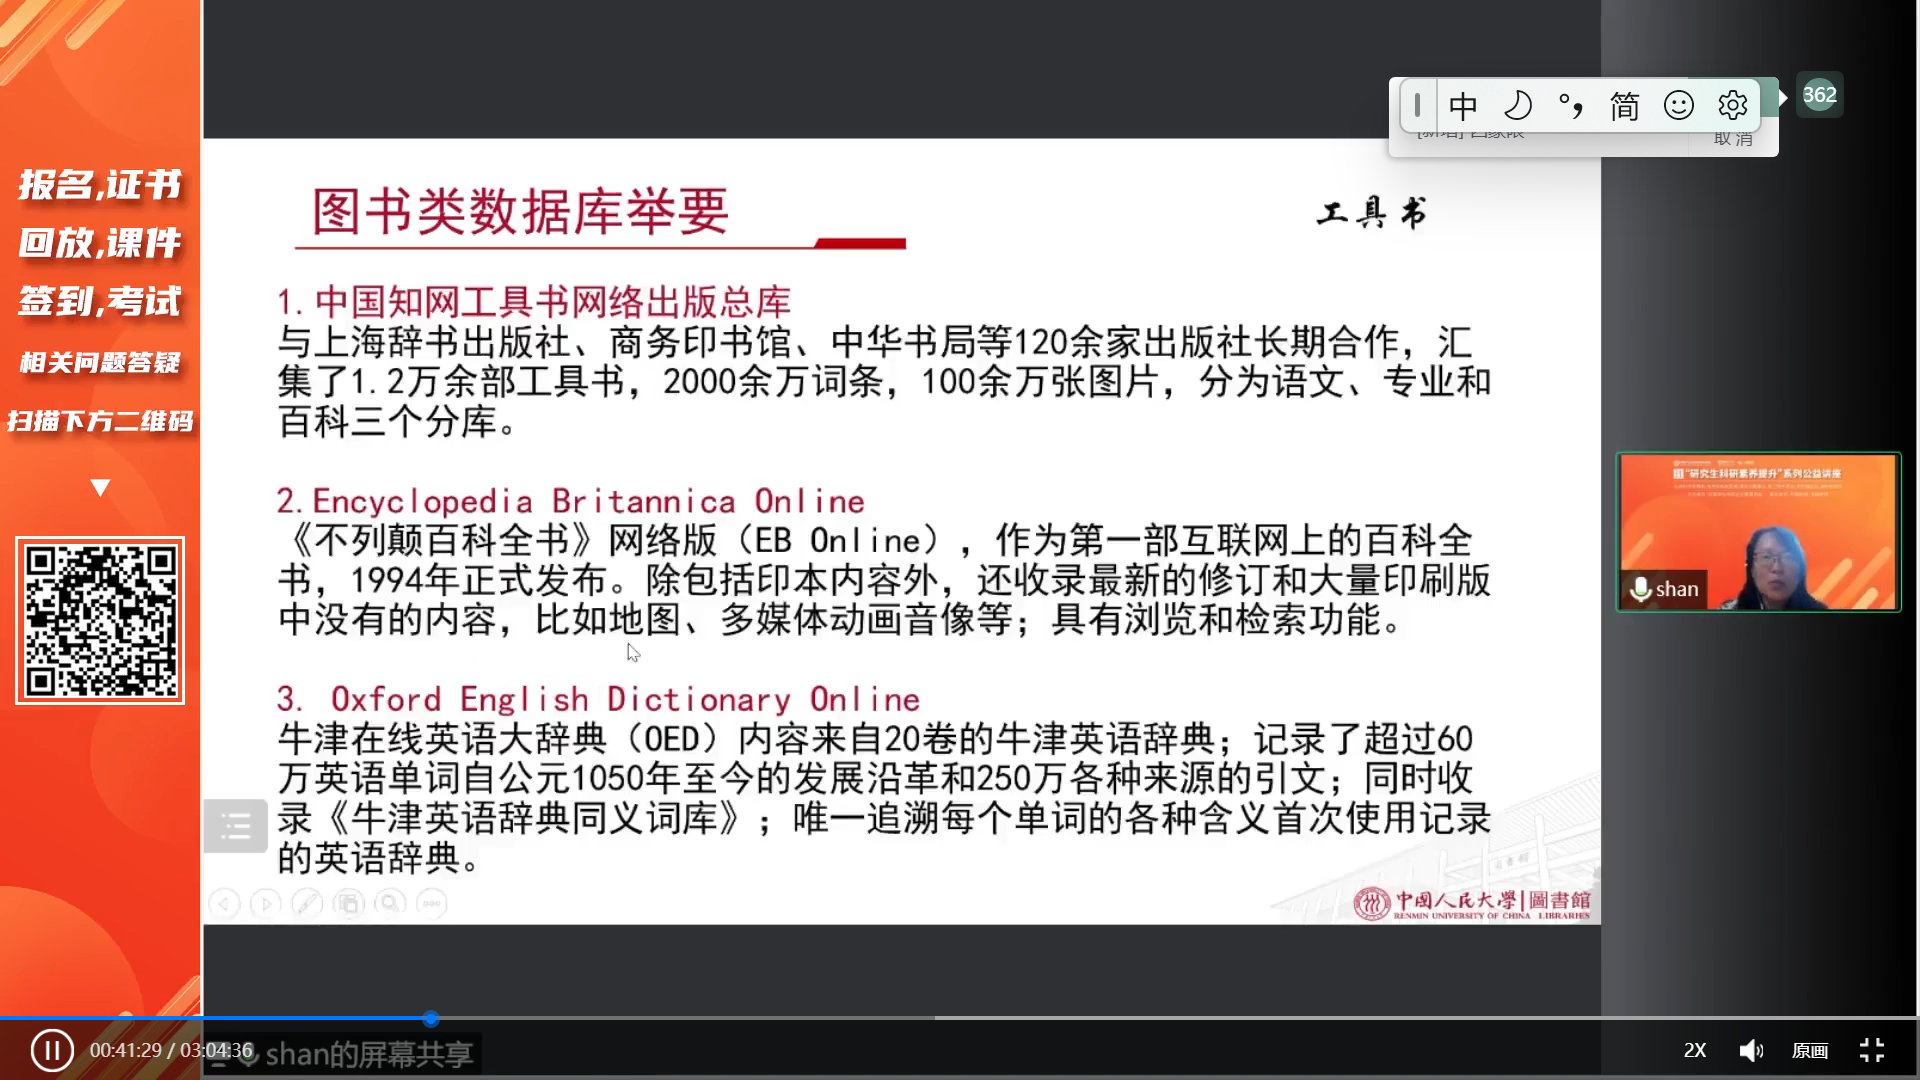 报名,证书
回放,课件
签到,考试
相关问题答疑
扫描下方二维码
中 简
362
取消
图书类数据库举要
工具书
1. 中国知网工具书网络出版总库
与上海辞书出版社、商务印书馆、中华书局等120余家出版社长期合作，汇
集了1.2万余部工具书，2000余万词条，100余万张图片，分为语文、专业和
百科三个分库。
2.Encyclopedia Britannica Online
《不列颠百科全书》网络版（EB Online），作为第一部互联网上的百科全
书，1994年正式发布。除包括印本内容外，还收录最新的修订和大量印刷版
中没有的内容，比如地图、多媒体动画音像等；具有浏览和检索功能。
3. Oxford English Dictionary Online
牛津在线英语大辞典（OED）内容来自20卷的牛津英语辞典；记录了超过60
万英语单词自公元1050年至今的发展沿革和250万各种来源的引文；同时收
录《牛津英语辞典同义词库》；唯一追溯每个单词的各种含义首次使用记录
的英语辞典。
中国人民大学 圖書館
RENMIN UNIVERSITY OF CHINA LIBRARIES
“研究生科研素养提升”系列公益讲座
shan
00:41:29 / 03:04:36
shan的屏幕共享
2X
原画